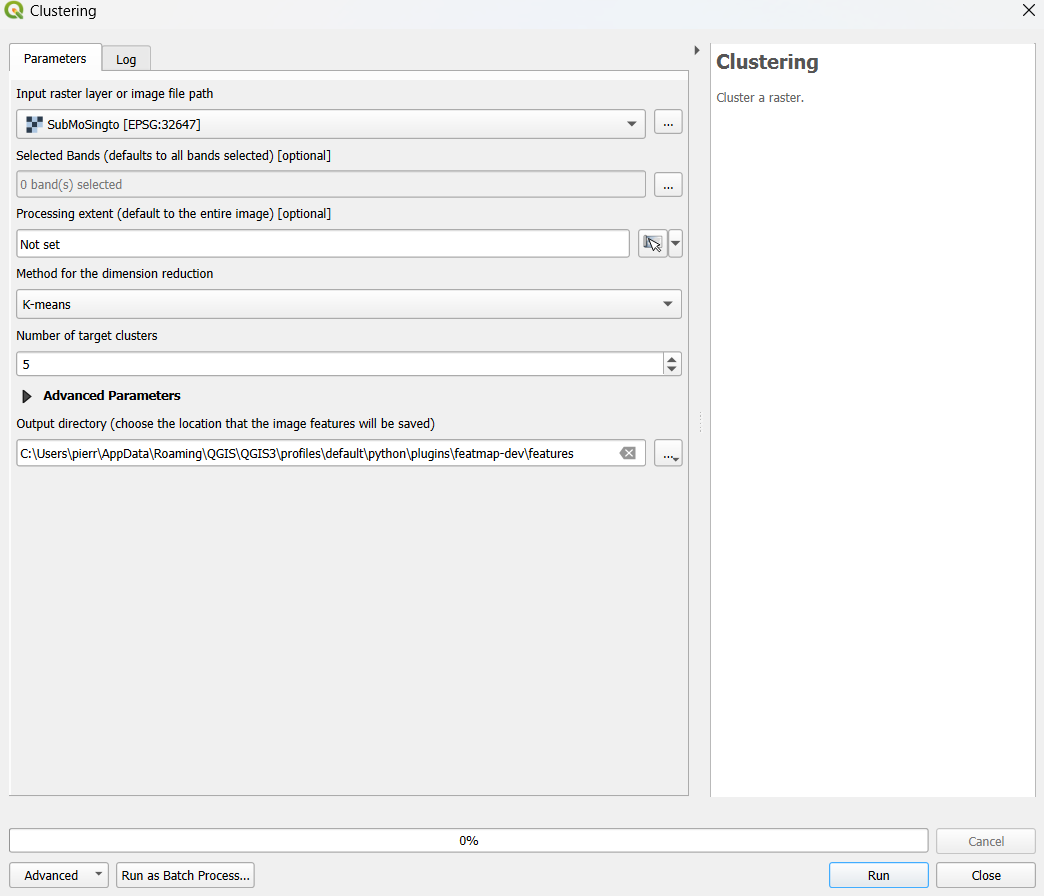 Clustering
Parameters
Log
Input raster layer or image file path
SubMoSingto [EPSG:32647]
...
Selected Bands (defaults to all bands selected) [optional]
0 band(s) selected
...
Processing extent (default to the entire image) [optional]
Not set
Method for the dimension reduction
K-means
Number of target clusters
5
Advanced Parameters
Output directory (choose the location that the image features will be saved)
C:\Users\pierr\AppData\Roaming\QGIS\QGIS3\profiles\default\python\plugins\featmap-dev\features
...
Clustering
Cluster a raster.
0%
Cancel
Advanced
Run as Batch Process...
Run
Close